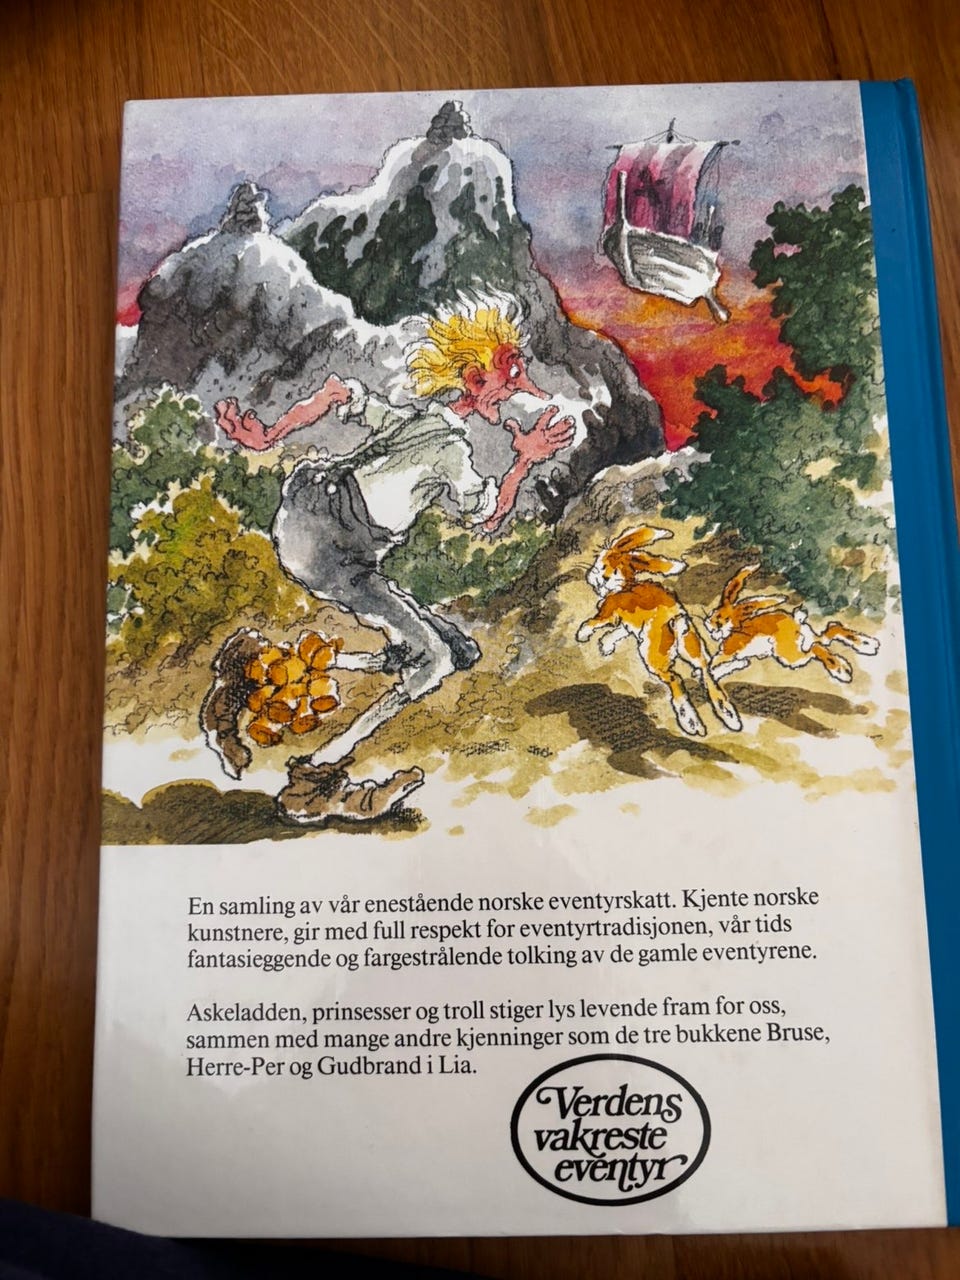 En samling av vår enestående norske eventyrskatt. Kjente norske
kunstnere, gir med full respekt for eventyrtradisjonen, vår tids
fantasieggende og fargestrålende tolking av de gamle eventyrene.
Askeladden, prinsesser og troll stiger lys levende fram for oss,
sammen med mange andre kjenninger som de tre bukkene Bruse,
Herre-Per og Gudbrand i Lia.
Verdens
vakreste
eventyr